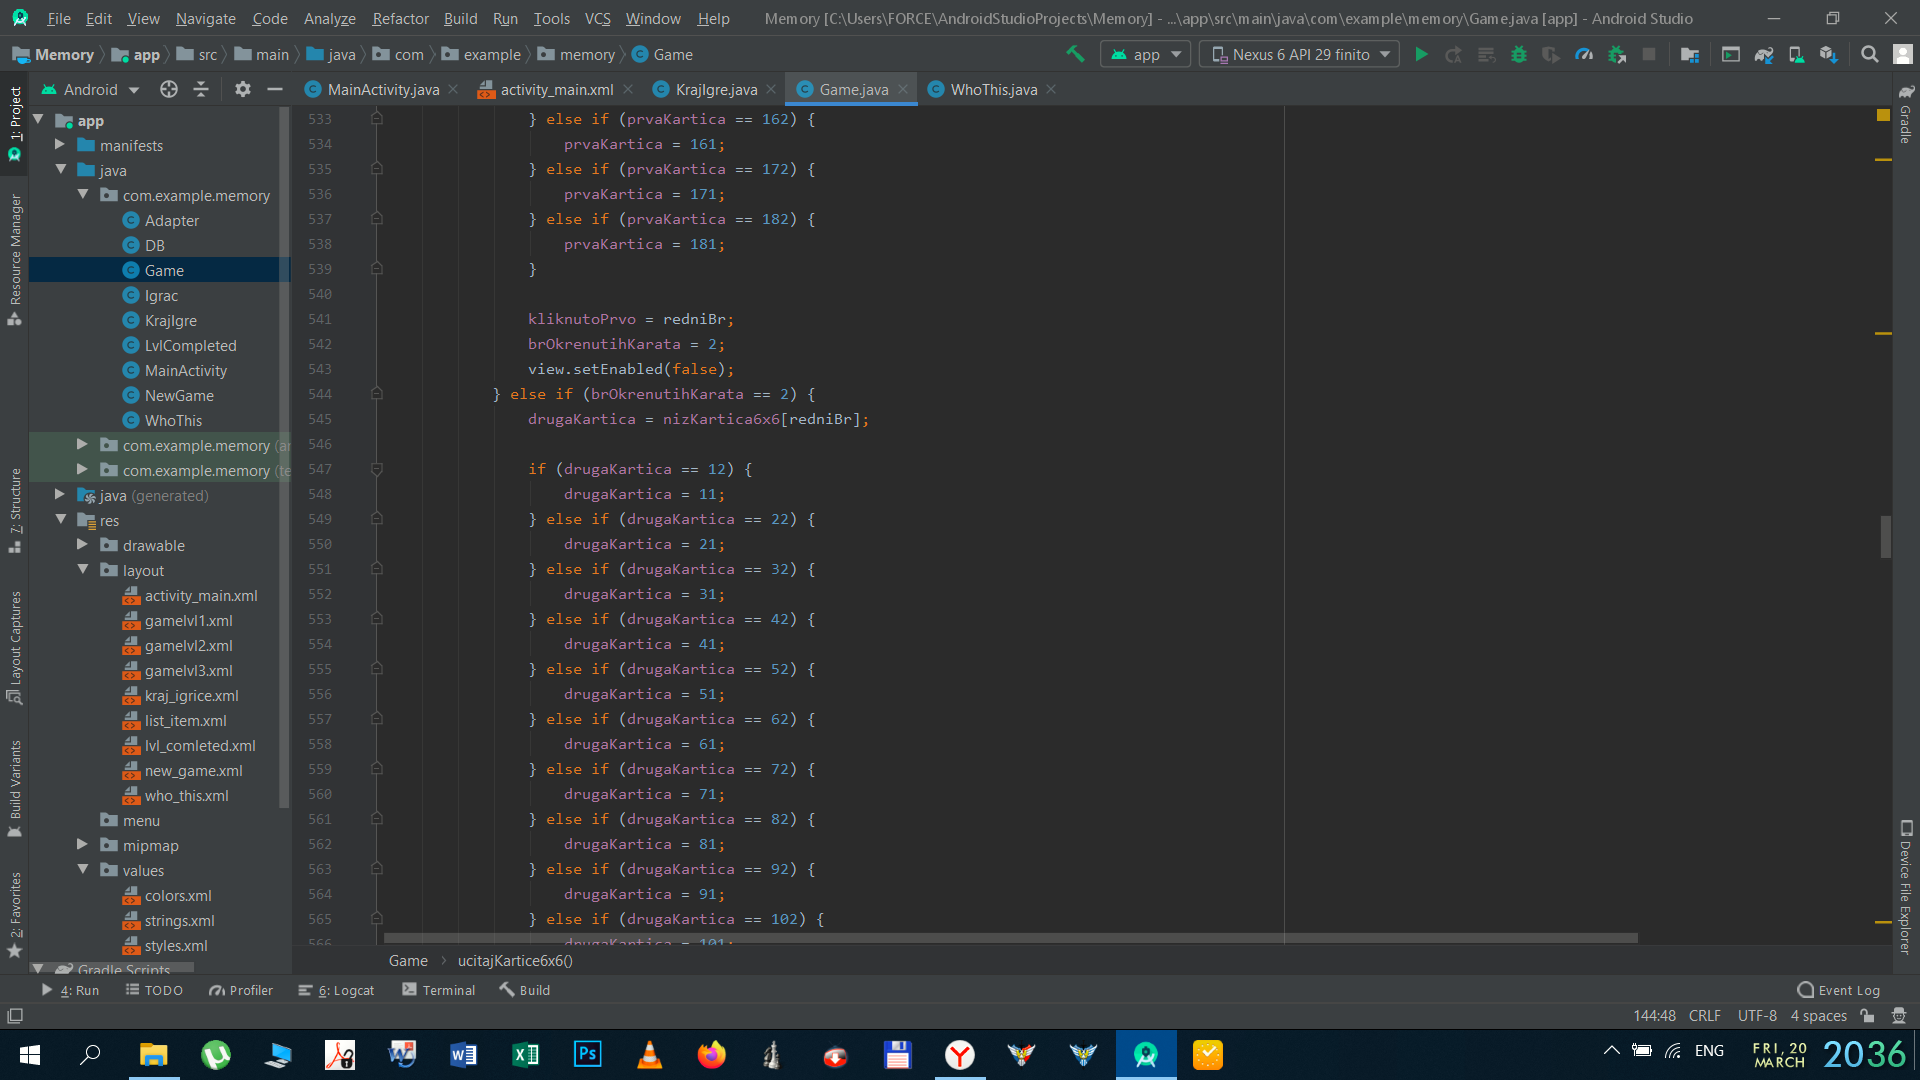 File Edit View Navigate Code Analyze Refactor Build Run Tools VCS Window Help Memory [C:\Users\FORCE\AndroidStudioProjects\Memory] - ...\app\src\main\java\com\example\memory\Game.java [app] - Android Studio
Memory app src main java com example memory Game app Nexus 6 API 29 finito
Android MainActivity.java activity_main.xml KrajIgre.java Game.java WhoThis.java
1: Project
Resource Manager
7: Structure
Layout Captures
Build Variants
2: Favorites
app
manifests
java
com.example.memory
Adapter
DB
Game
Igrac
KrajIgre
LvlCompleted
MainActivity
NewGame
WhoThis
com.example.memory (a
com.example.memory (te
java (generated)
res
drawable
layout
activity_main.xml
gamelvl1.xml
gamelvl2.xml
gamelvl3.xml
kraj_igrice.xml
list_item.xml
lvl_comleted.xml
new_game.xml
who_this.xml
menu
mipmap
values
colors.xml
strings.xml
styles.xml
Gradle Scripts
533 } else if (prvaKartica == 162) {
534 prvaKartica = 161;
535 } else if (prvaKartica == 172) {
536 prvaKartica = 171;
537 } else if (prvaKartica == 182) {
538 prvaKartica = 181;
539 }
540
541 kliknutoPrvo = redniBr;
542 brOkrenutihKarata = 2;
543 view.setEnabled(false);
544 } else if (brOkrenutihKarata == 2) {
545 drugaKartica = nizKartica6x6[redniBr];
546
547 if (drugaKartica == 12) {
548 drugaKartica = 11;
549 } else if (drugaKartica == 22) {
550 drugaKartica = 21;
551 } else if (drugaKartica == 32) {
552 drugaKartica = 31;
553 } else if (drugaKartica == 42) {
554 drugaKartica = 41;
555 } else if (drugaKartica == 52) {
556 drugaKartica = 51;
557 } else if (drugaKartica == 62) {
558 drugaKartica = 61;
559 } else if (drugaKartica == 72) {
560 drugaKartica = 71;
561 } else if (drugaKartica == 82) {
562 drugaKartica = 81;
563 } else if (drugaKartica == 92) {
564 drugaKartica = 91;
565 } else if (drugaKartica == 102) {
566 drugaKartica = 101;
Gradle
Device File Explorer
Game ucitajKartice6x6()
4: Run TODO Profiler 6: Logcat Terminal Build Event Log
144:48 CRLF UTF-8 4 spaces
ENG FRI, 20 MARCH 2036